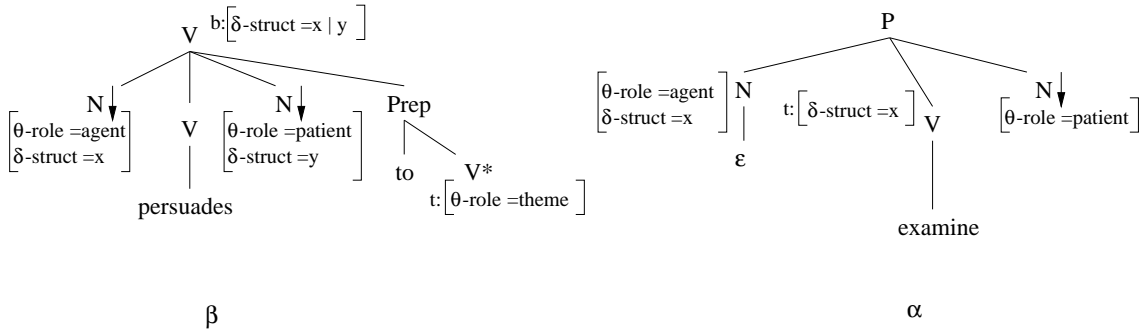 V b:[δ-struct =x | y]
N
[θ-role =agent
δ-struct =x]
V
persuades
N
[θ-role =patient
δ-struct =y]
Prep
to
V*
t:[θ-role =theme]
β
P
[θ-role =agent
δ-struct =x] N
ε
t:[δ-struct =x] V
examine
N
[θ-role =patient]
α